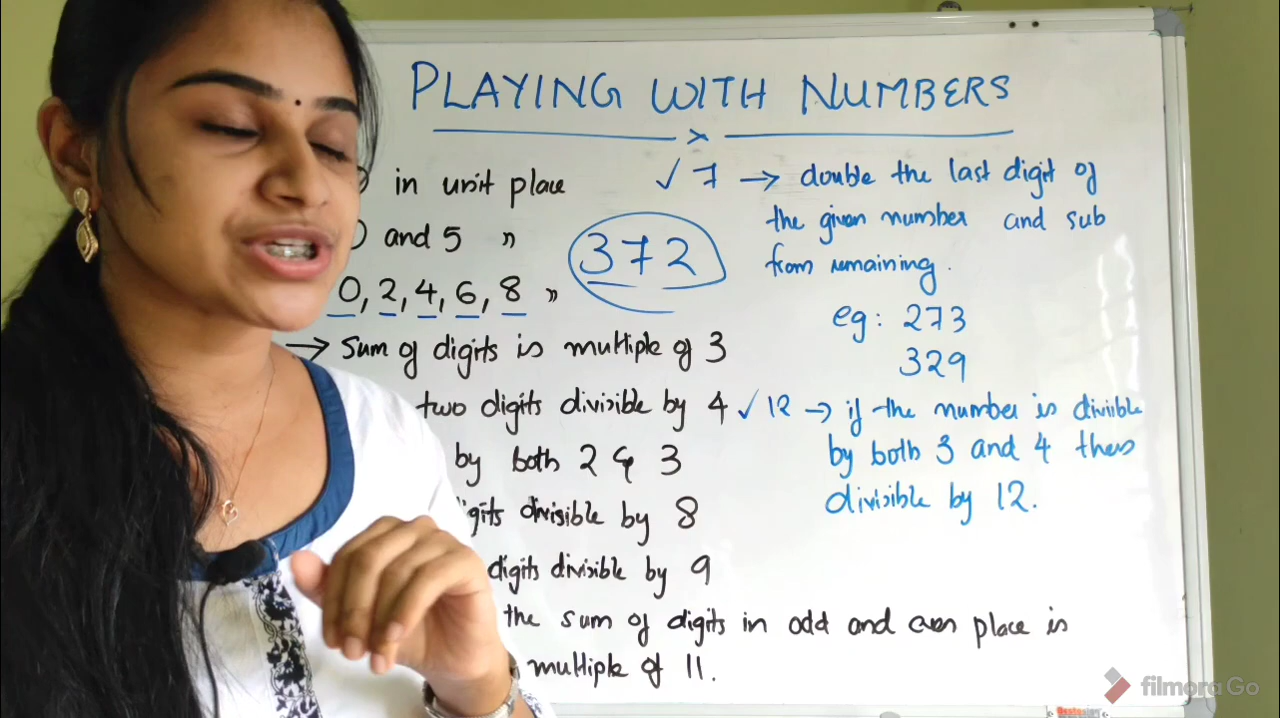 PLAYING WITH NUMBERS
in unit place
and 5 "
0, 2, 4, 6, 8 "
→ Sum of digits is multiple of 3
two digits divisible by 4
by both 2 & 3
digits divisible by 8
digits divisible by 9
the sum of digits in odd and even place is
multiple of 11.
372
✓ 7 → double the last digit of
the given number and sub
from remaining.
eg: 273
329
✓ 12 → if the number is divisible
by both 3 and 4 then
divisible by 12.
filmora Go